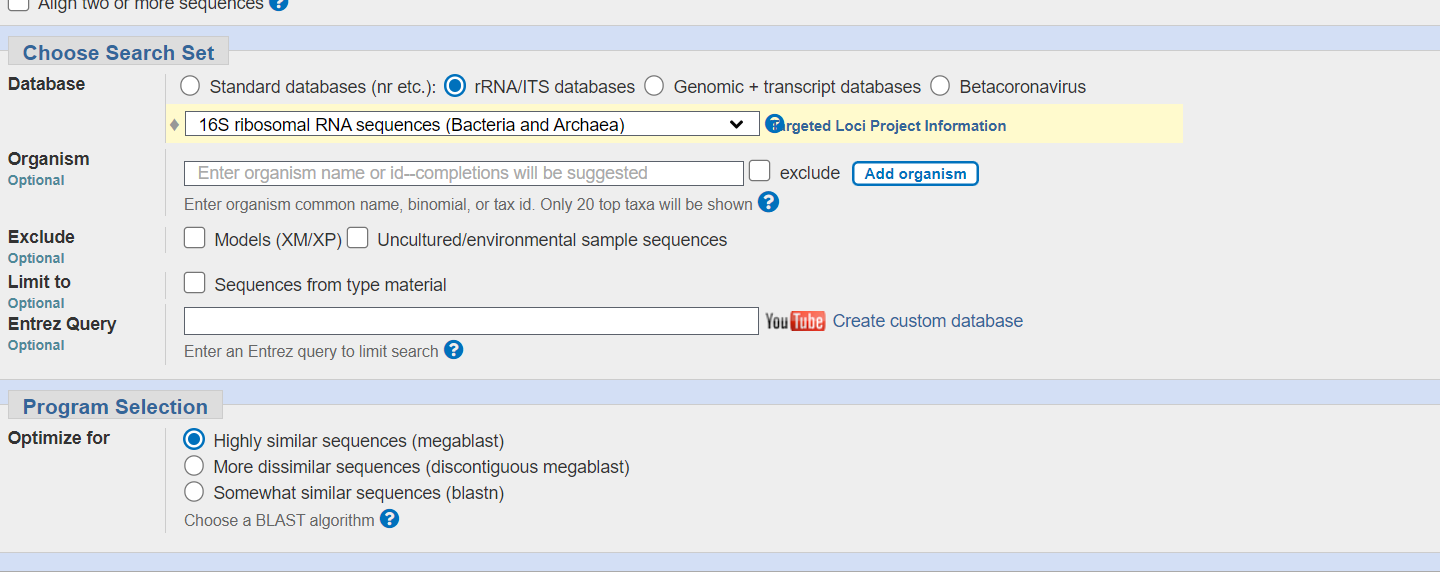 Align two or more sequences ?
Choose Search Set
Database
Standard databases (nr etc.): rRNA/ITS databases Genomic + transcript databases Betacoronavirus
16S ribosomal RNA sequences (Bacteria and Archaea) ? Targeted Loci Project Information
Organism
Optional
Enter organism name or id--completions will be suggested exclude Add organism
Enter organism common name, binomial, or tax id. Only 20 top taxa will be shown ?
Exclude
Optional
Models (XM/XP) Uncultured/environmental sample sequences
Limit to
Optional
Sequences from type material
Entrez Query
Optional
YouTube Create custom database
Enter an Entrez query to limit search ?
Program Selection
Optimize for
Highly similar sequences (megablast)
More dissimilar sequences (discontiguous megablast)
Somewhat similar sequences (blastn)
Choose a BLAST algorithm ?